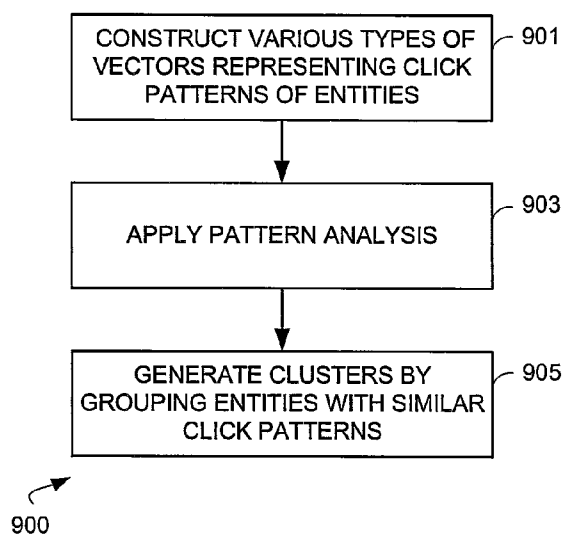 CONSTRUCT VARIOUS TYPES OF
VECTORS REPRESENTING CLICK
PATTERNS OF ENTITIES
901
APPLY PATTERN ANALYSIS
903
GENERATE CLUSTERS BY
GROUPING ENTITIES WITH SIMILAR
CLICK PATTERNS
905
900